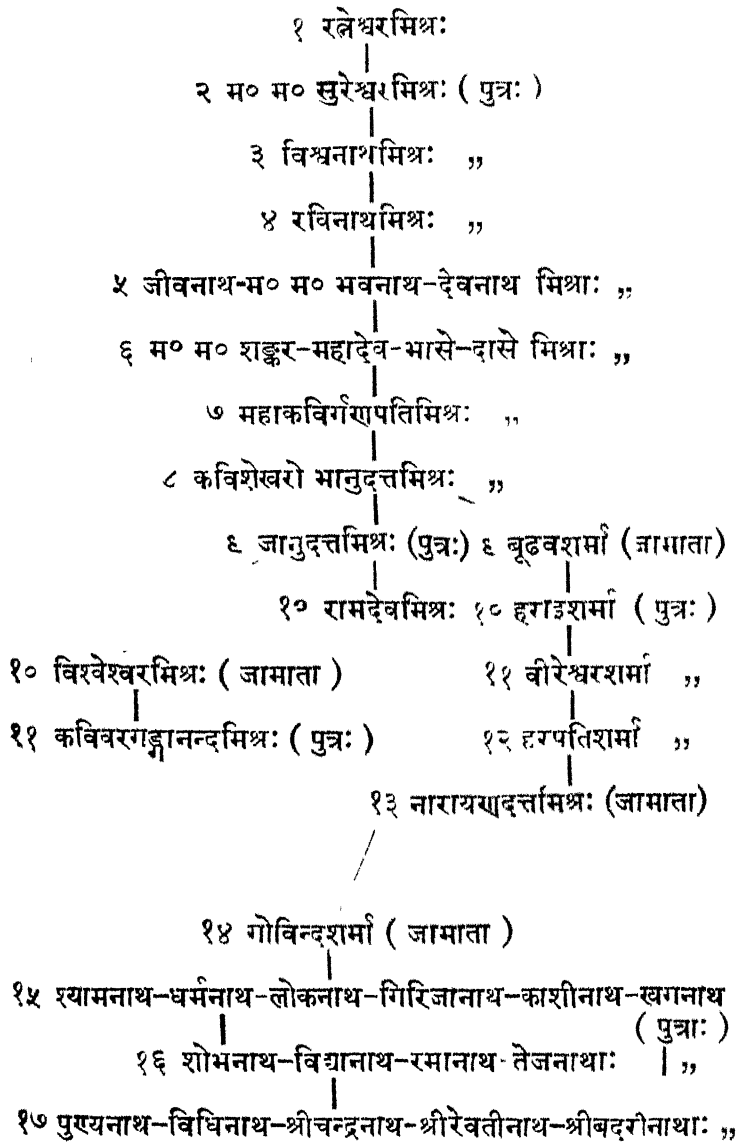 १ रत्नेश्वरमिश्रः
२ म० म० सुरेश्वरमिश्रः ( पुत्रः )
३ विश्वनाथमिश्रः ,,
४ रविनाथमिश्रः ,,
५ जीवनाथ-म० म० भवनाथ-देवनाथ मिश्राः ,,
६ म० म० शङ्कर-महादेव-भासे-दासे मिश्राः ,,
७ महाकविर्गणपतिमिश्रः ,,
८ कविशेखरो भानुदत्तमिश्रः ,,
९ जानुदत्तमिश्रः (पुत्रः) ९ बूढवशर्मा (जामाता)
१० रामदेवमिश्रः १० हराइशर्मा ( पुत्रः )
१० विश्वेश्वरमिश्रः ( जामाता ) ११ वीरेश्वरशर्मा ,,
११ कविवरगङ्गानन्दमिश्रः ( पुत्रः ) १२ हरपतिशर्मा ,,
१३ नारायणदत्तमिश्रः (जामाता)
१४ गोविन्दशर्मा ( जामाता )
१५ श्यामनाथ-धर्मनाथ-लोकनाथ-गिरिजानाथ-काशीनाथ-खगनाथ
( पुत्राः )
१६ शोभनाथ-विद्यानाथ-रमानाथ-तेजनाथाः ,,
१७ पुण्यनाथ-विधिनाथ-श्रीचन्द्रनाथ-श्रीरेवतीनाथ-श्रीबदरीनाथाः ,,